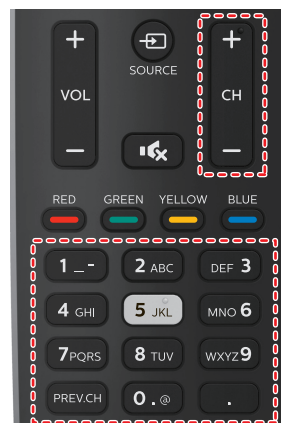 + +
SOURCE
VOL CH
− −
RED GREEN YELLOW BLUE
1 _ - 2 ABC DEF 3
4 GHI 5 JKL MNO 6
7PQRS 8 TUV WXYZ9
PREV.CH 0 . @ .